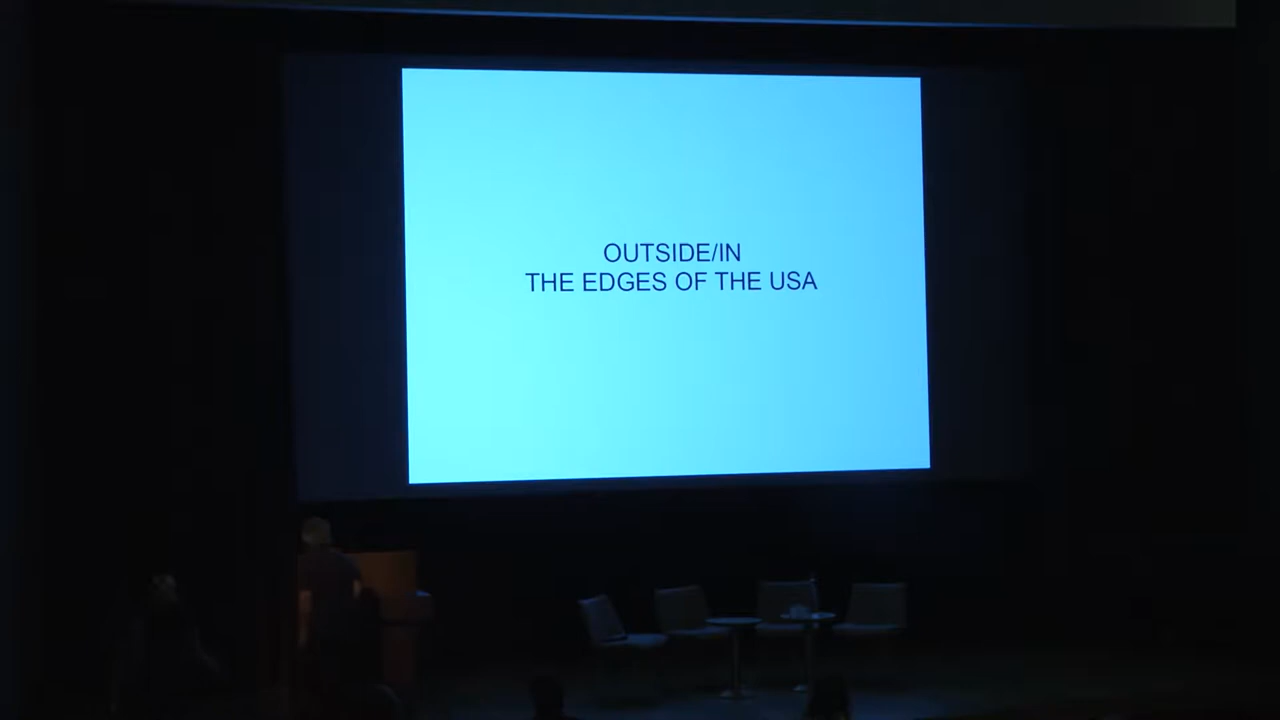 OUTSIDE/IN
THE EDGES OF THE USA